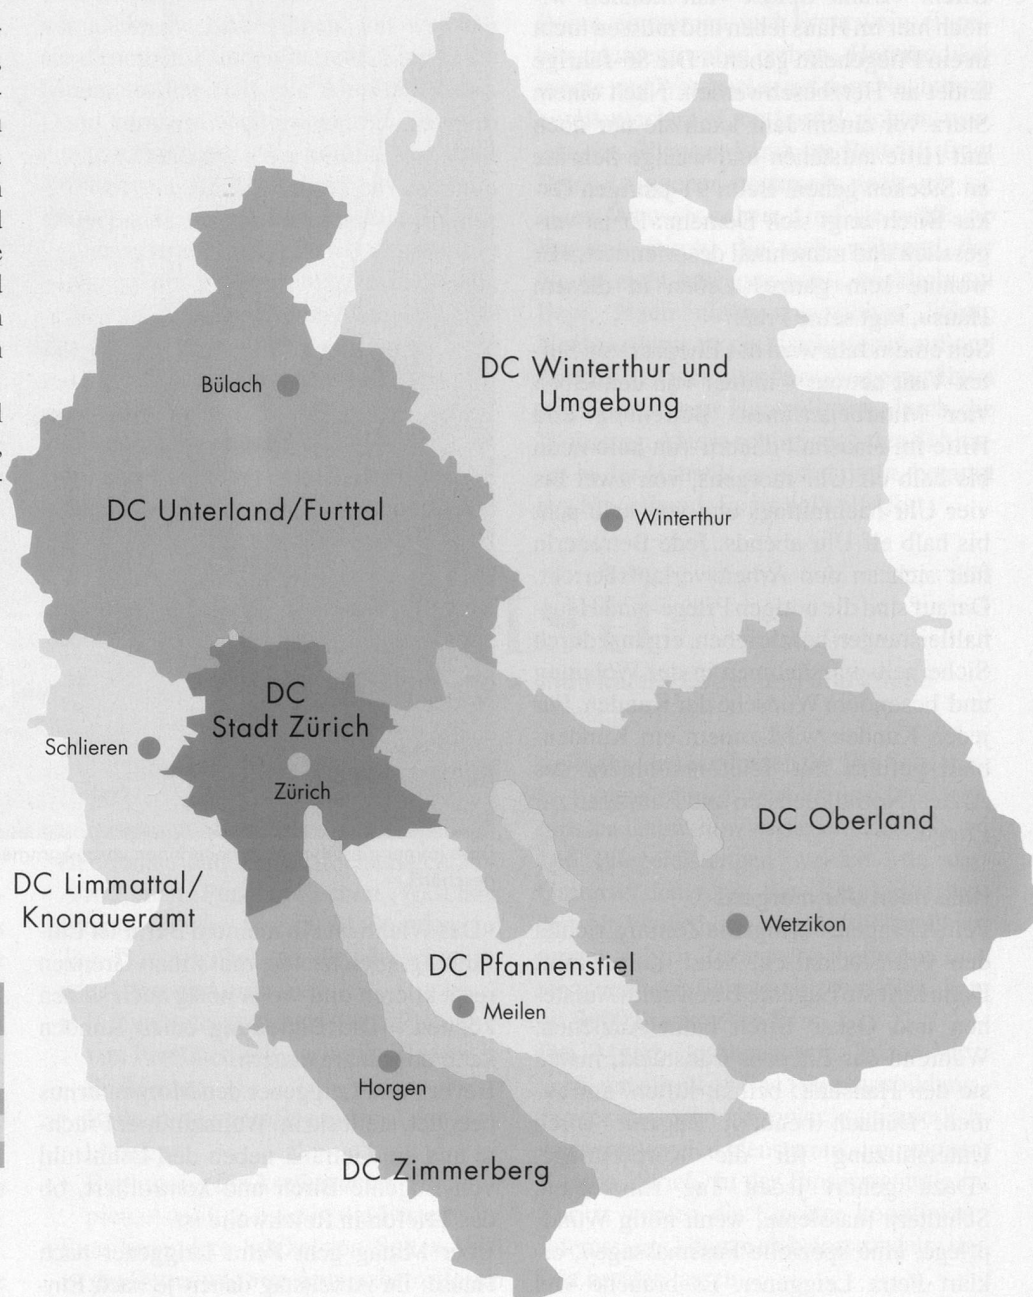 DC Winterthur und
Umgebung
Bülach
DC Unterland/Furttal
Winterthur
DC
Stadt Zürich
Schlieren
Zürich
DC Oberland
DC Limmattal/
Knonaueramt
Wetzikon
DC Pfannenstiel
Meilen
Horgen
DC Zimmerberg